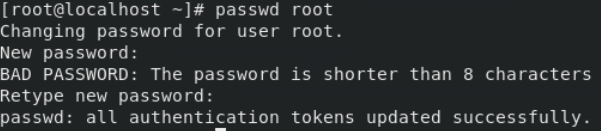 [root@localhost ~]# passwd root
Changing password for user root.
New password:
BAD PASSWORD: The password is shorter than 8 characters
Retype new password:
passwd: all authentication tokens updated successfully.